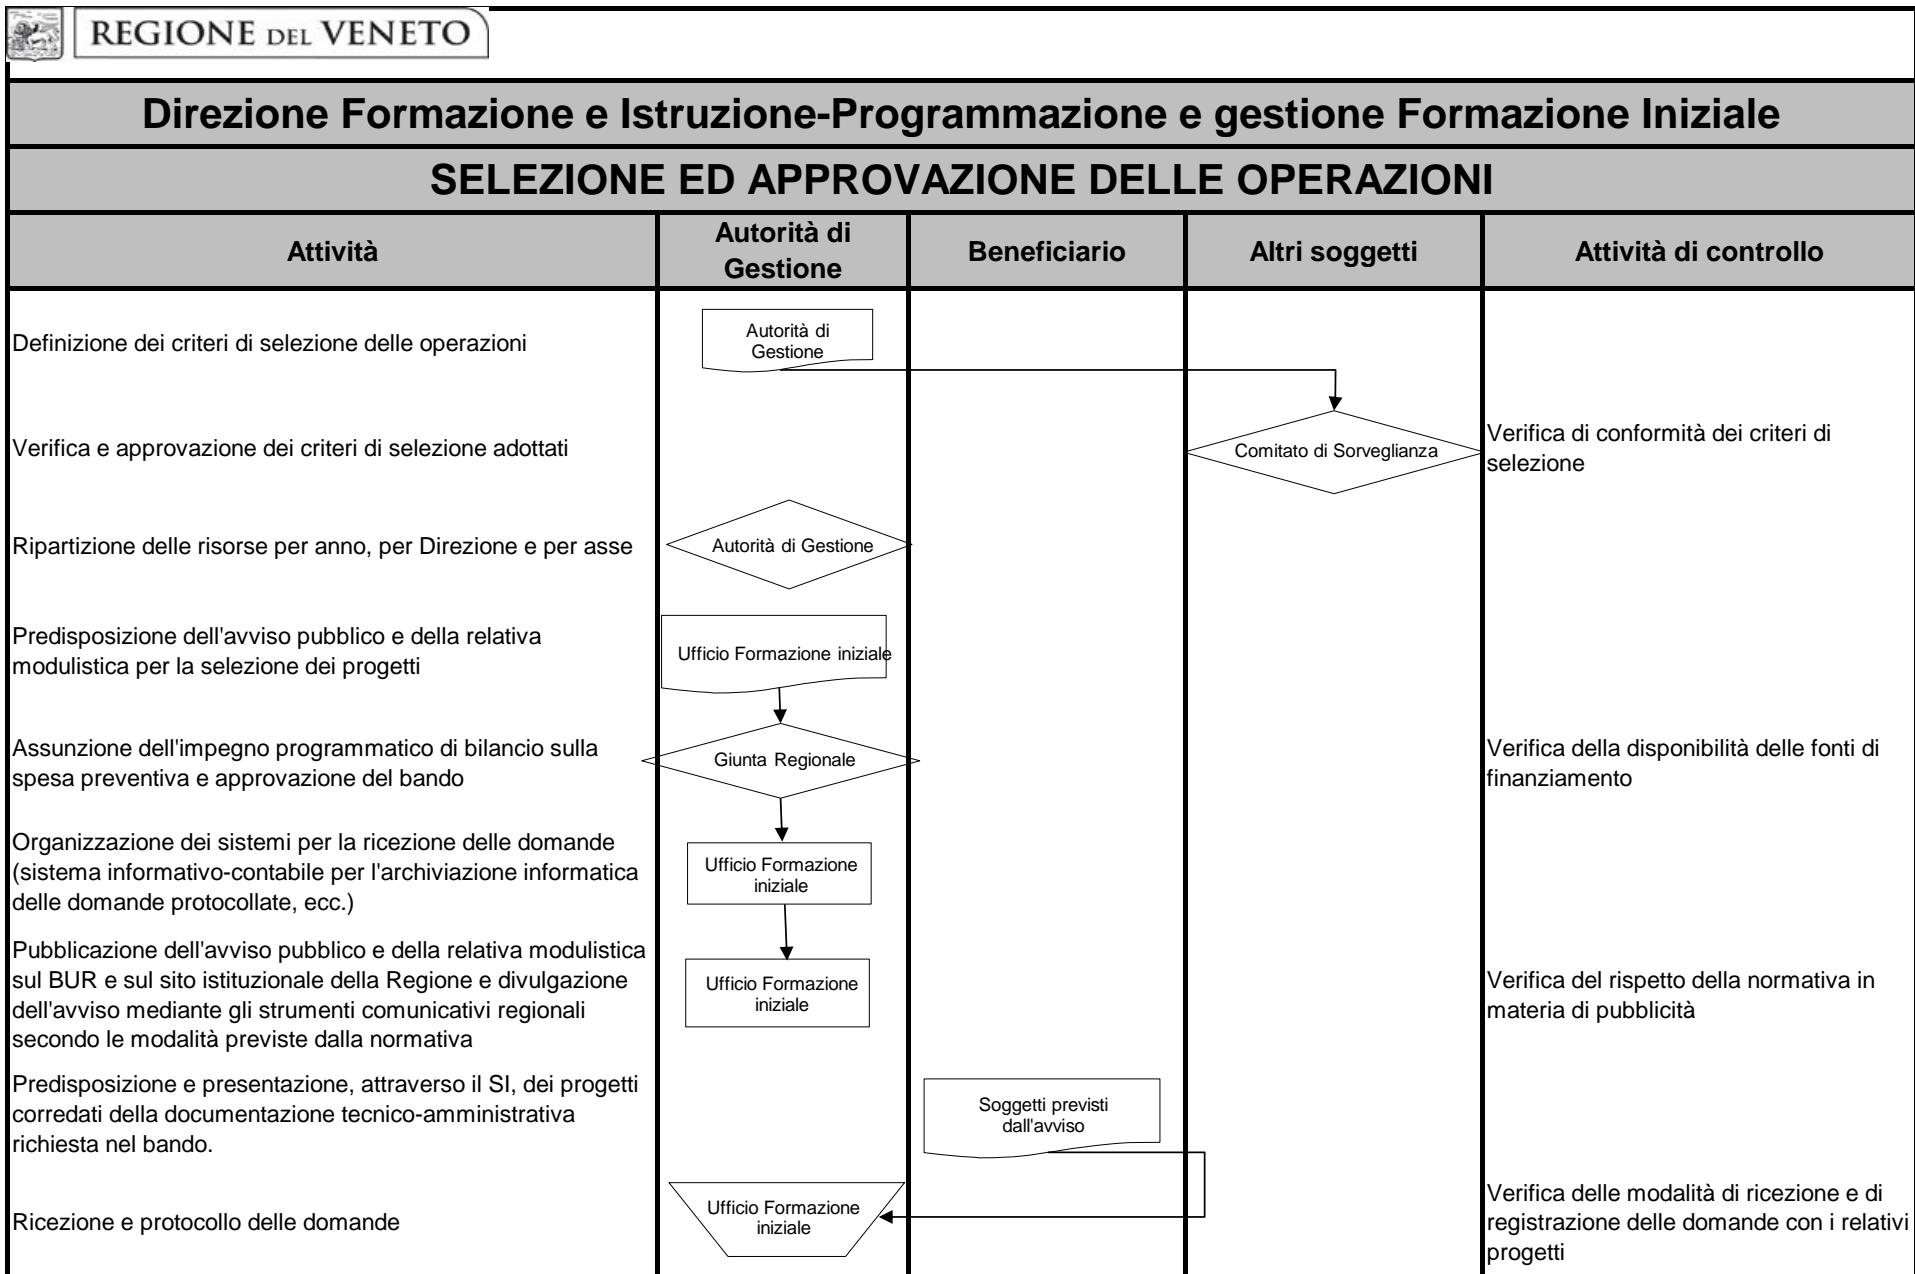 REGIONE DEL VENETO
Direzione Formazione e Istruzione-Programmazione e gestione Formazione Iniziale
SELEZIONE ED APPROVAZIONE DELLE OPERAZIONI
Attività
Autorità di
Gestione
Beneficiario
Altri soggetti
Attività di controllo
Definizione dei criteri di selezione delle operazioni
Autorità di
Gestione
Verifica e approvazione dei criteri di selezione adottati
Comitato di Sorveglianza
Verifica di conformità dei criteri di
selezione
Ripartizione delle risorse per anno, per Direzione e per asse
Autorità di Gestione
Predisposizione dell'avviso pubblico e della relativa
modulistica per la selezione dei progetti
Ufficio Formazione iniziale
Assunzione dell'impegno programmatico di bilancio sulla
spesa preventiva e approvazione del bando
Giunta Regionale
Verifica della disponibilità delle fonti di
finanziamento
Organizzazione dei sistemi per la ricezione delle domande
(sistema informativo-contabile per l'archiviazione informatica
delle domande protocollate, ecc.)
Ufficio Formazione
iniziale
Pubblicazione dell'avviso pubblico e della relativa modulistica
sul BUR e sul sito istituzionale della Regione e divulgazione
dell'avviso mediante gli strumenti comunicativi regionali
secondo le modalità previste dalla normativa
Ufficio Formazione
iniziale
Verifica del rispetto della normativa in
materia di pubblicità
Predisposizione e presentazione, attraverso il SI, dei progetti
corredati della documentazione tecnico-amministrativa
richiesta nel bando.
Soggetti previsti
dall'avviso
Ricezione e protocollo delle domande
Ufficio Formazione
iniziale
Verifica delle modalità di ricezione e di
registrazione delle domande con i relativi
progetti